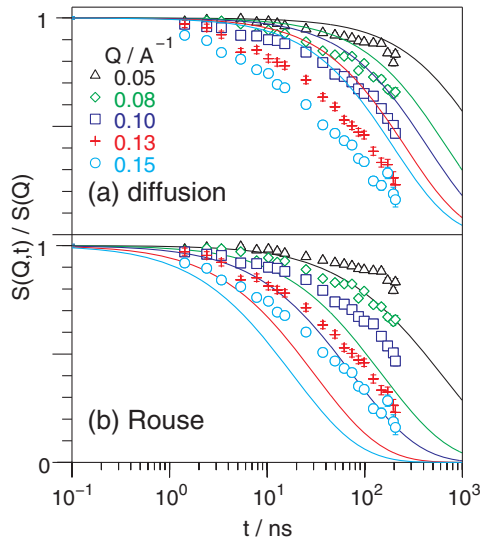 1
Q / A⁻¹
0.05
0.08
0.10
0.13
0.15
(a) diffusion
S(Q,t) / S(Q)
1
(b) Rouse
0
10⁻¹ 10⁰ 10¹ 10² 10³
t / ns